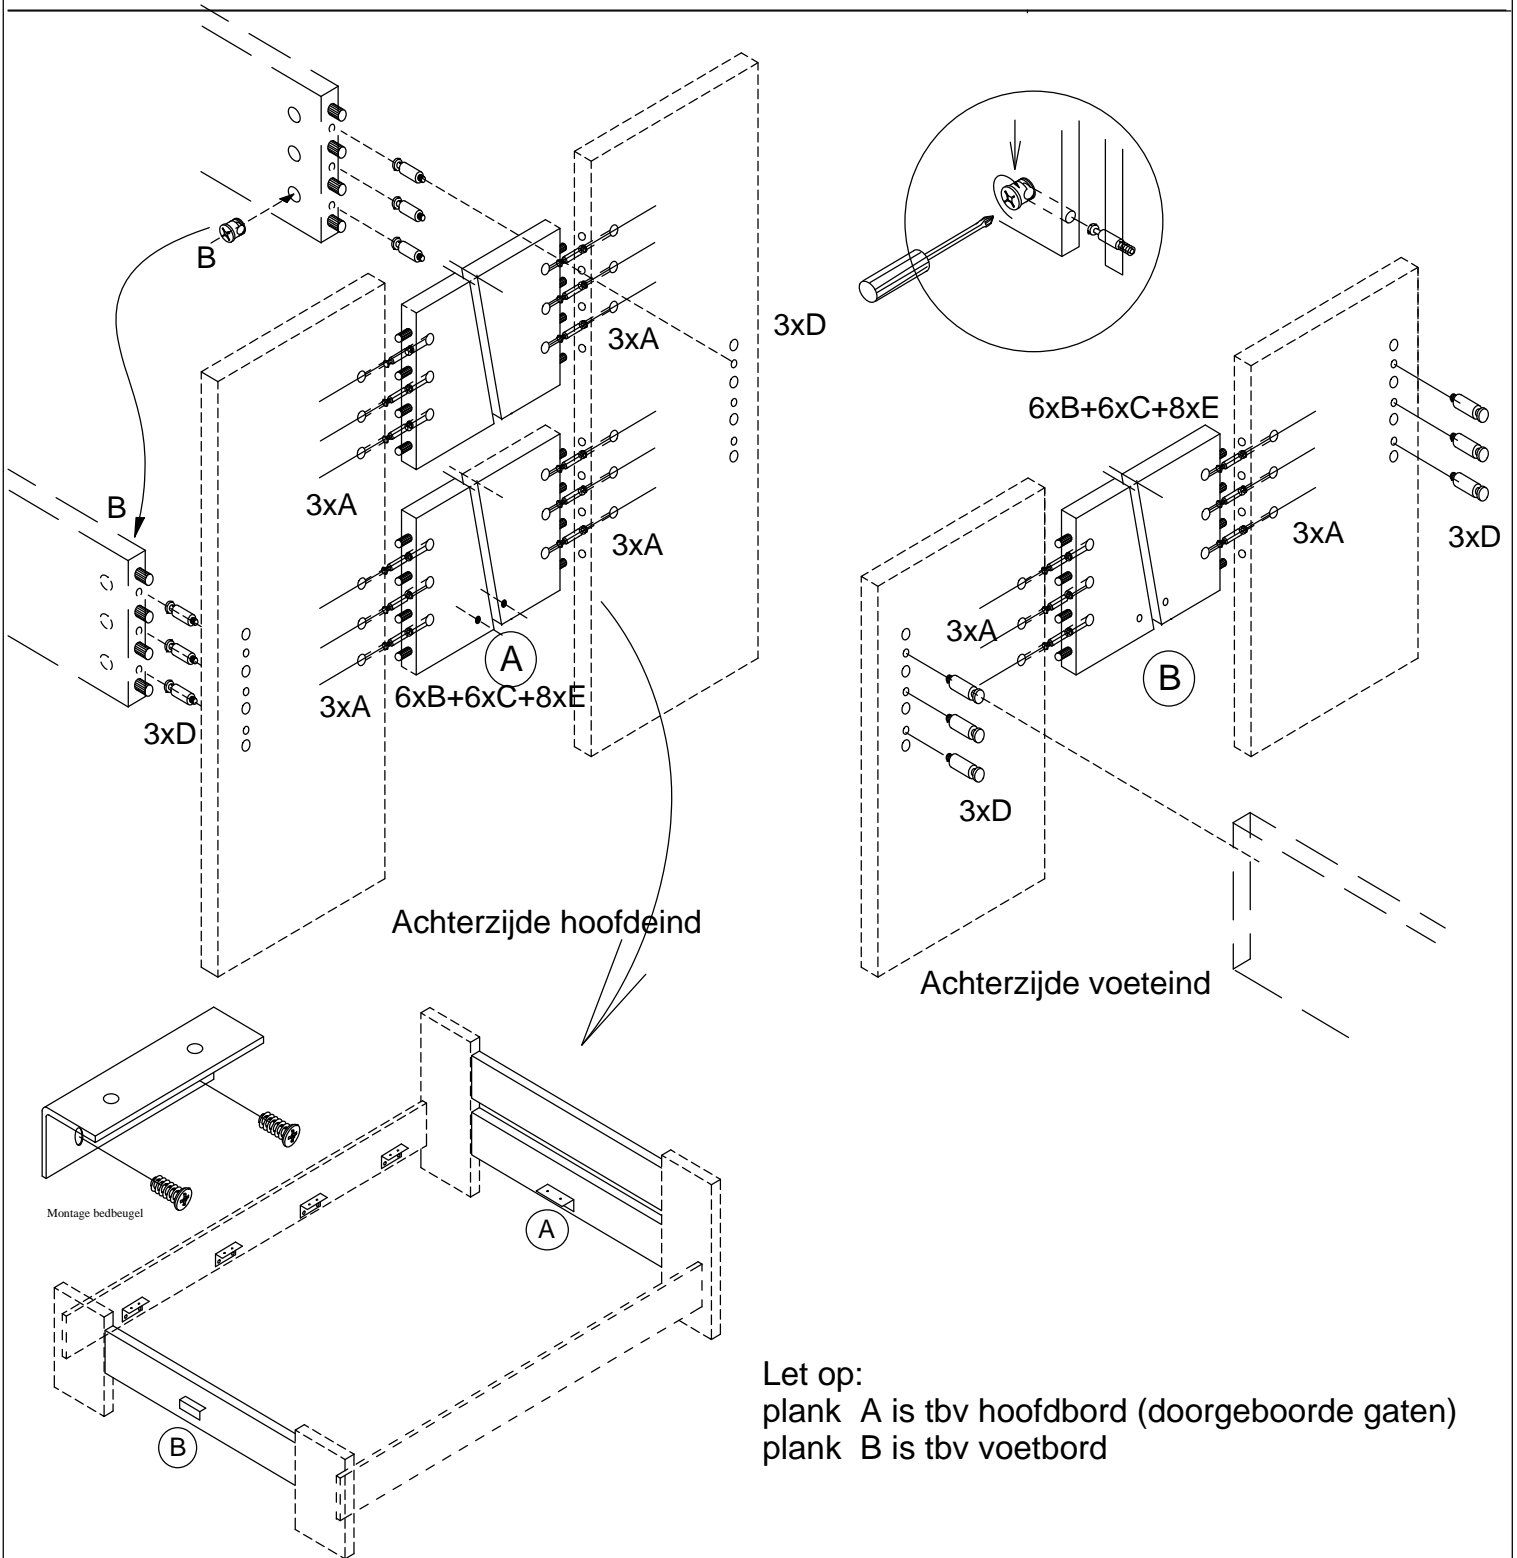 B
3xA
3xD
6xB+6xC+8xE
3xA
B
3xA
3xA
3xD
3xA
A
3xA
6xB+6xC+8xE
B
3xD
3xD
Achterzijde hoofdeind
Achterzijde voeteind
Montage bedbeugel
A
B
Let op:
plank A is tbv hoofdbord (doorgeboorde gaten)
plank B is tbv voetbord